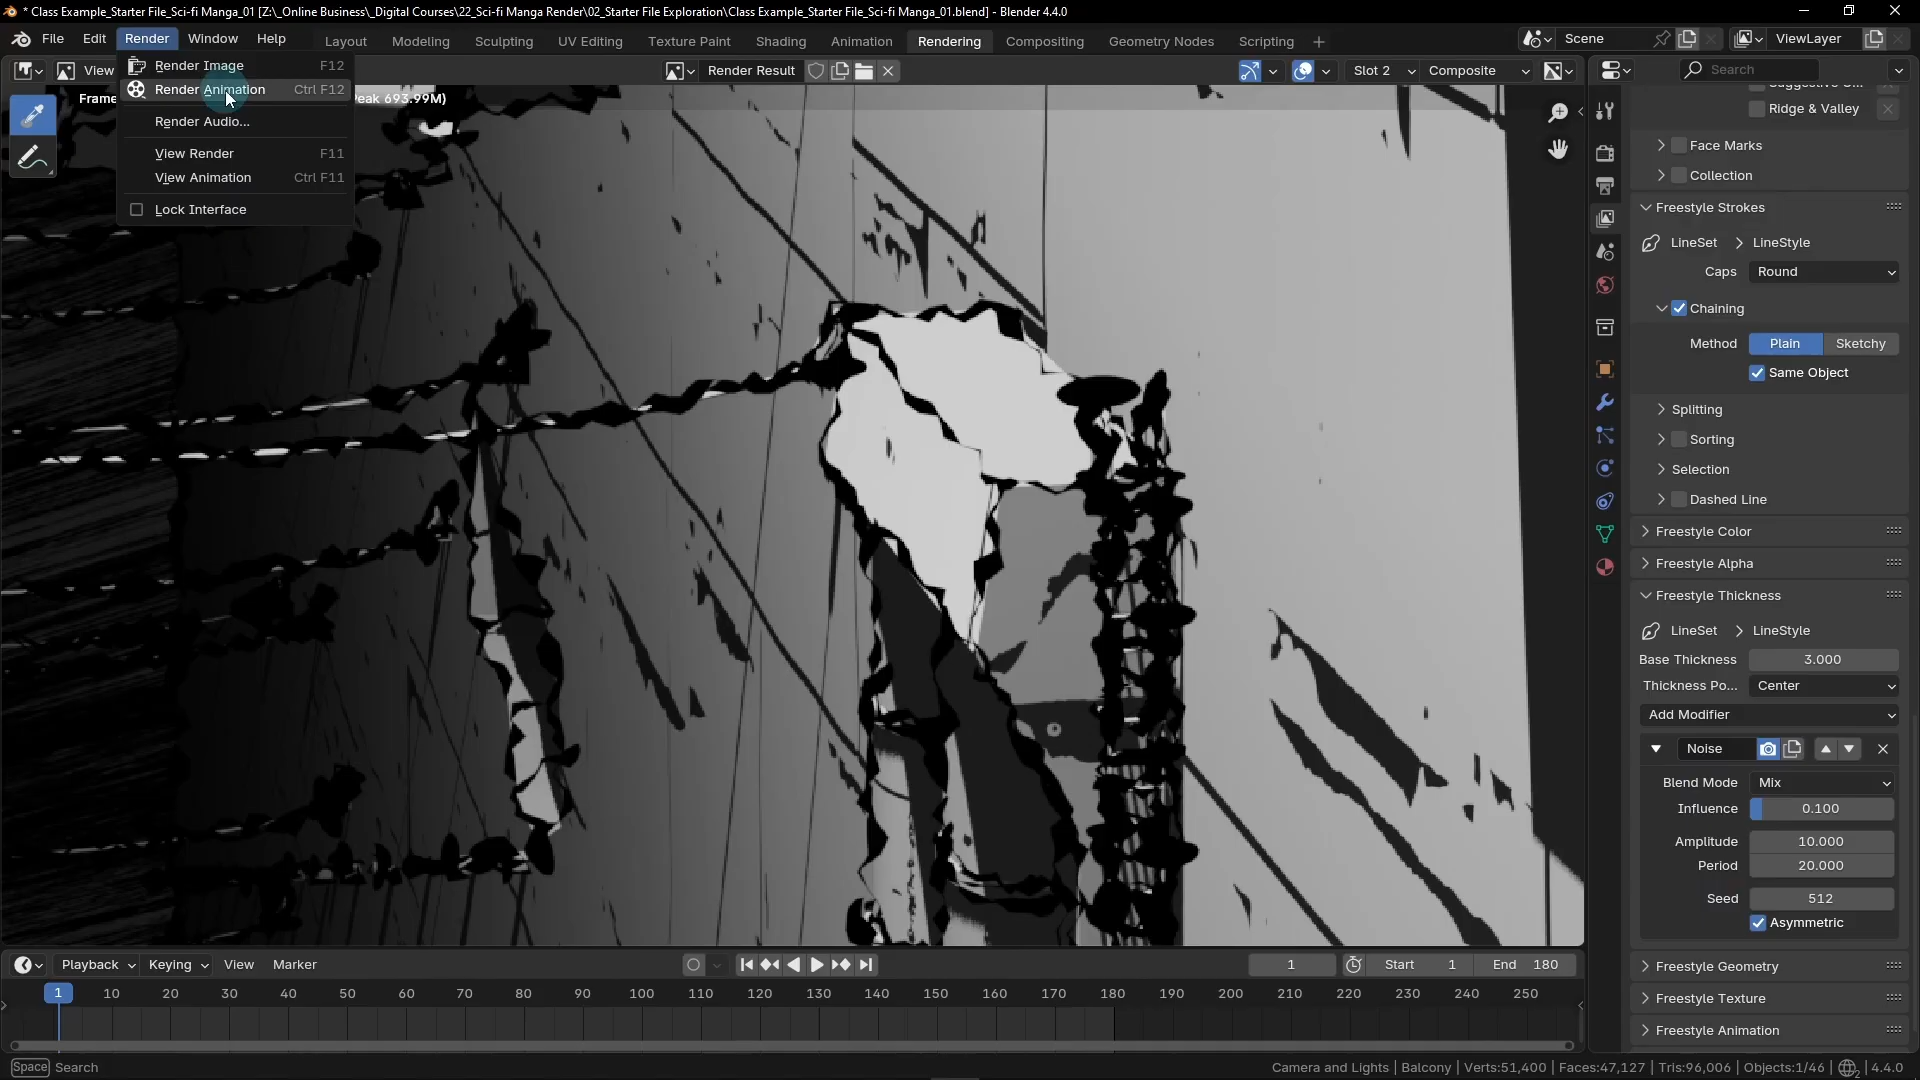 * Class Example_Starter File_Sci-fi Manga_01 [Z:\_Online Business\_Digital Courses\22_Sci-fi Manga Render\02_Starter File Exploration\Class Example_Starter File_Sci-fi Manga_01.blend] - Blender 4.4.0
File Edit Render Window Help Layout Modeling Sculpting UV Editing Texture Paint Shading Animation Rendering Compositing Geometry Nodes Scripting + Scene ViewLayer
View Render Result Slot 2 Composite Search
Render Image F12
Render Animation Ctrl F12
Render Audio...
View Render F11
View Animation Ctrl F11
Lock Interface
Frame
Peak 693.99M)
Ridge & Valley
Face Marks
Collection
Freestyle Strokes
LineSet > LineStyle
Caps Round
Chaining
Method Plain Sketchy
Same Object
Splitting
Sorting
Selection
Dashed Line
Freestyle Color
Freestyle Alpha
Freestyle Thickness
LineSet > LineStyle
Base Thickness 3.000
Thickness Po... Center
Add Modifier
Noise
Blend Mode Mix
Influence 0.100
Amplitude 10.000
Period 20.000
Seed 512
Asymmetric
Freestyle Geometry
Freestyle Texture
Freestyle Animation
Playback Keying View Marker 1 Start 1 End 180
1 10 20 30 40 50 60 70 80 90 100 110 120 130 140 150 160 170 180 190 200 210 220 230 240 250
Space Search
Camera and Lights | Balcony | Verts:51,400 | Faces:47,127 | Tris:96,006 | Objects:1/46 | 2 | 4.4.0